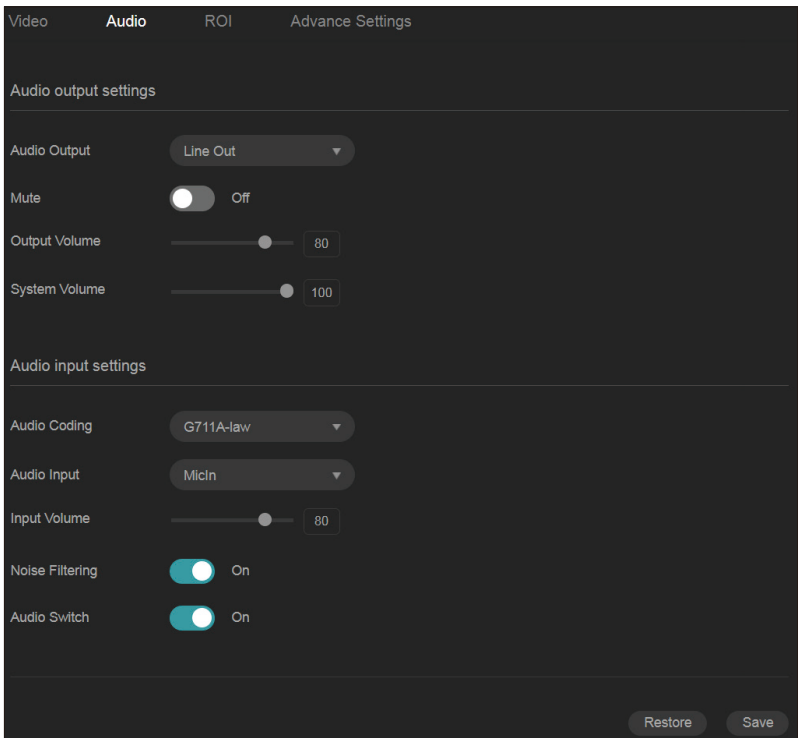 Video Audio ROI Advance Settings
Audio output settings
Audio Output Line Out
Mute Off
Output Volume 80
System Volume 100
Audio input settings
Audio Coding G711A-law
Audio Input MicIn
Input Volume 80
Noise Filtering On
Audio Switch On
Restore Save